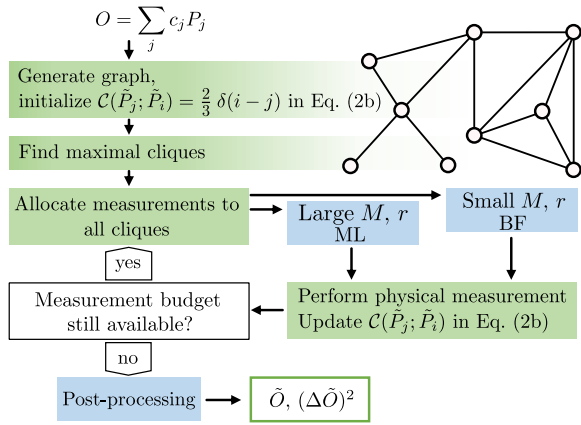 O = \sum_j c_j P_j
Generate graph,
initialize \mathcal{C}(\tilde{P}_j; \tilde{P}_i) = \frac{2}{3} δ(i − j) in Eq. (2b)
Find maximal cliques
Allocate measurements to
all cliques
Large M, r
ML
Small M, r
BF
yes
Measurement budget
still available?
Perform physical measurement
Update \mathcal{C}(\tilde{P}_j; \tilde{P}_i) in Eq. (2b)
no
Post-processing
\tilde{O}, (Δ\tilde{O})^2